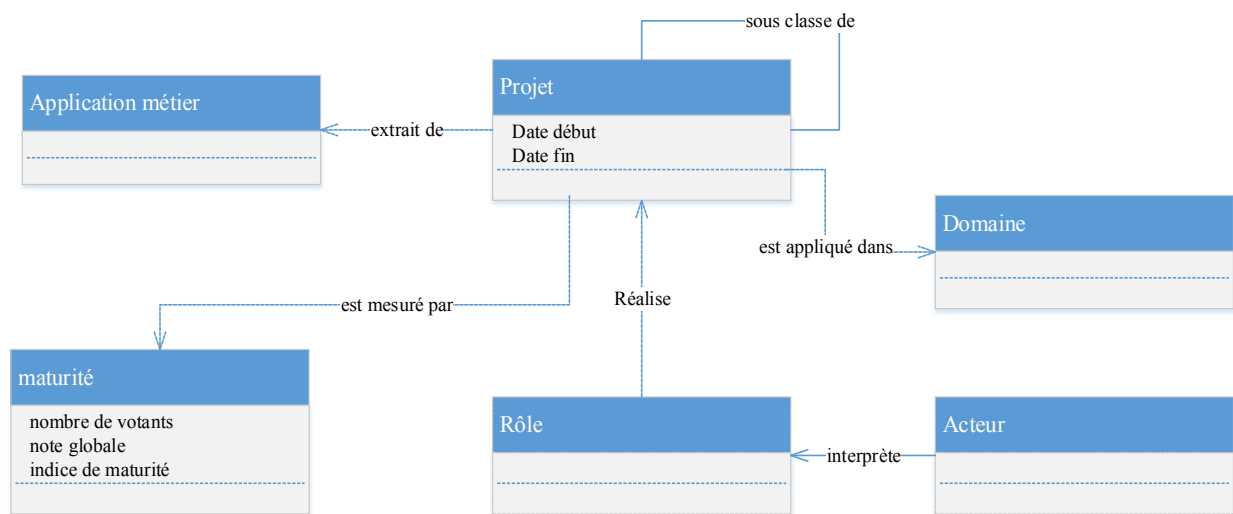 sous classe de
Projet
Application métier
extrait de
Date début
Date fin
Domaine
est appliqué dans
Réalise
est mesuré par
maturité
nombre de votants
note globale
indice de maturité
Rôle
Acteur
interprète